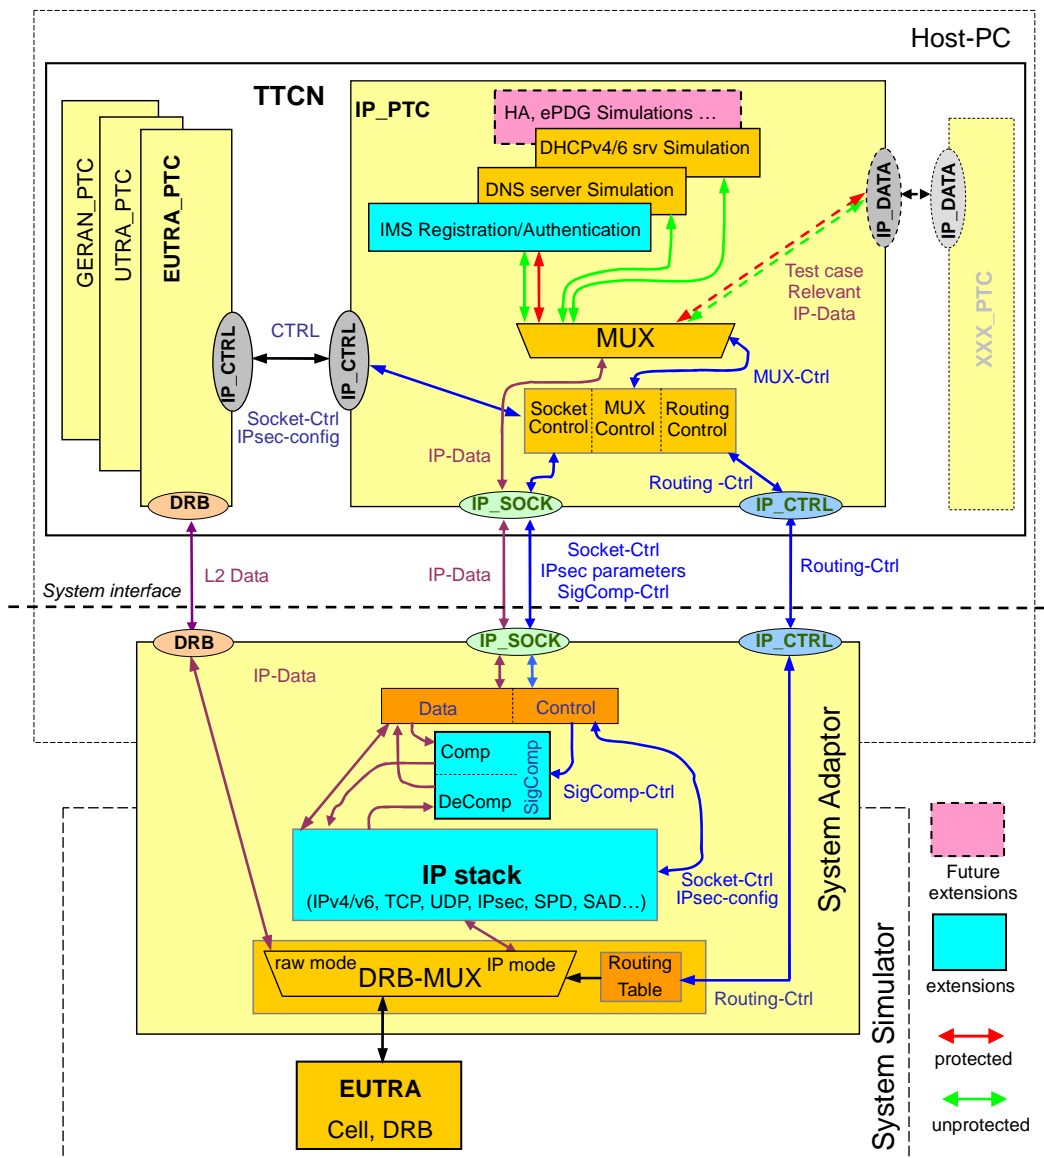 Host-PC
TTCN
IP_PTC
HA, ePDG Simulations …
DHCPv4/6 srv Simulation
DNS server Simulation
IMS Registration/Authentication
GERAN_PTC
UTRA_PTC
EUTRA_PTC
IP_DATA
IP_DATA
XXX_PTC
Test case
Relevant
IP-Data
MUX
CTRL
IP_CTRL
IP_CTRL
Socket-Ctrl
IPsec-config
MUX-Ctrl
Socket
Control
MUX
Control
Routing
Control
IP-Data
Routing -Ctrl
DRB
IP_SOCK
IP_CTRL
L2 Data
IP-Data
Socket-Ctrl
IPsec parameters
SigComp-Ctrl
Routing-Ctrl
System interface
DRB
IP_SOCK
IP_CTRL
IP-Data
Data
Control
Comp
DeComp
SigComp
SigComp-Ctrl
System Adaptor
IP stack
(IPv4/v6, TCP, UDP, IPsec, SPD, SAD…)
Socket-Ctrl
IPsec-config
raw mode
IP mode
DRB-MUX
Routing
Table
Routing-Ctrl
EUTRA
Cell, DRB
System Simulator
Future
extensions
extensions
protected
unprotected